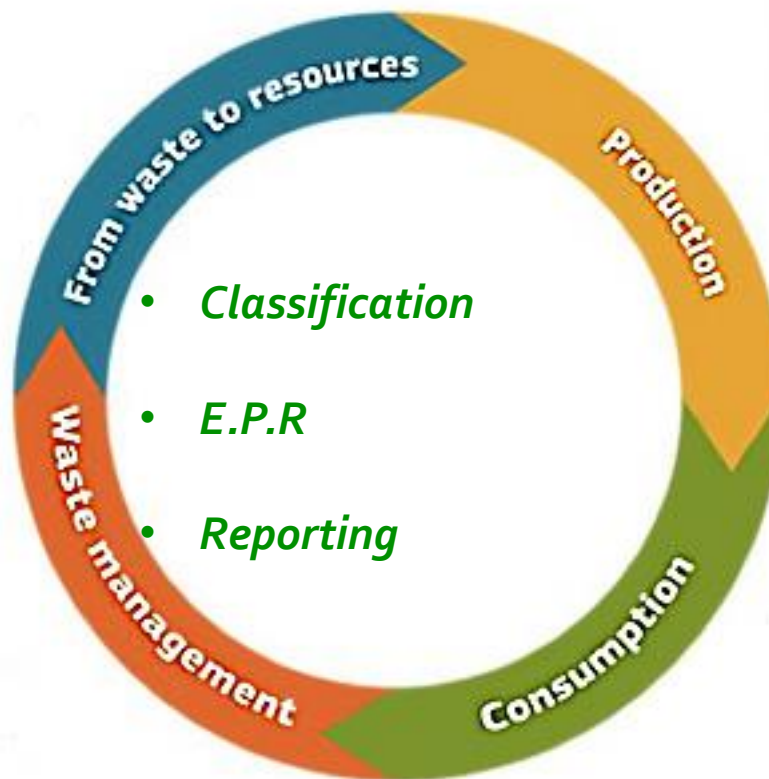 From waste to resources
Production
• Classification
• E.P.R
• Reporting
Waste management
Consumption